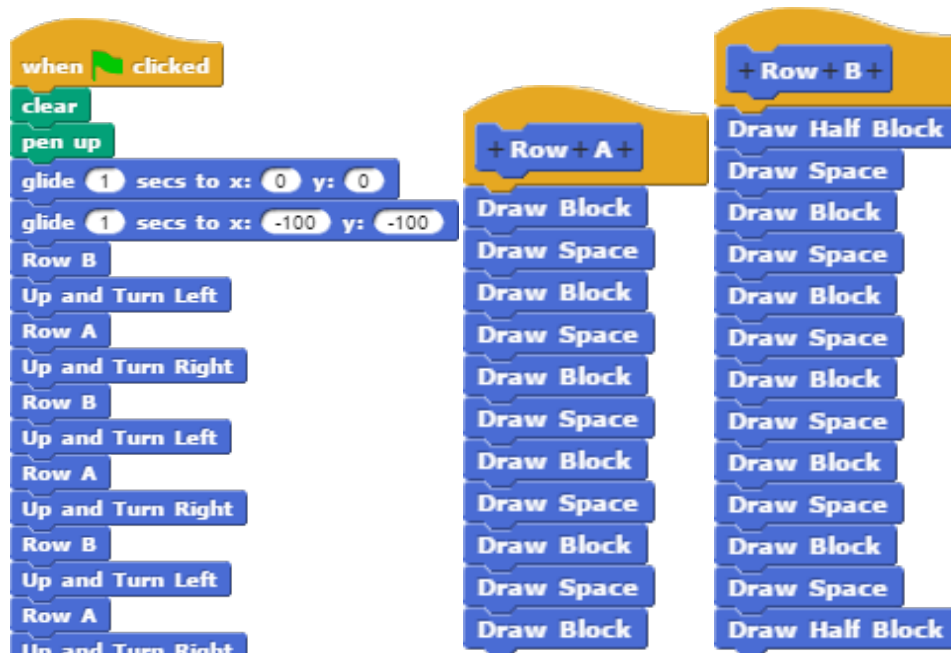 when clicked
clear
pen up
glide 1 secs to x: 0 y: 0
glide 1 secs to x: -100 y: -100
Row B
Up and Turn Left
Row A
Up and Turn Right
Row B
Up and Turn Left
Row A
Up and Turn Right
Row B
Up and Turn Left
Row A
Up and Turn Right
+ Row + A +
Draw Block
Draw Space
Draw Block
Draw Space
Draw Block
Draw Space
Draw Block
Draw Space
Draw Block
Draw Space
Draw Block
+ Row + B +
Draw Half Block
Draw Space
Draw Block
Draw Space
Draw Block
Draw Space
Draw Block
Draw Space
Draw Block
Draw Space
Draw Block
Draw Space
Draw Half Block